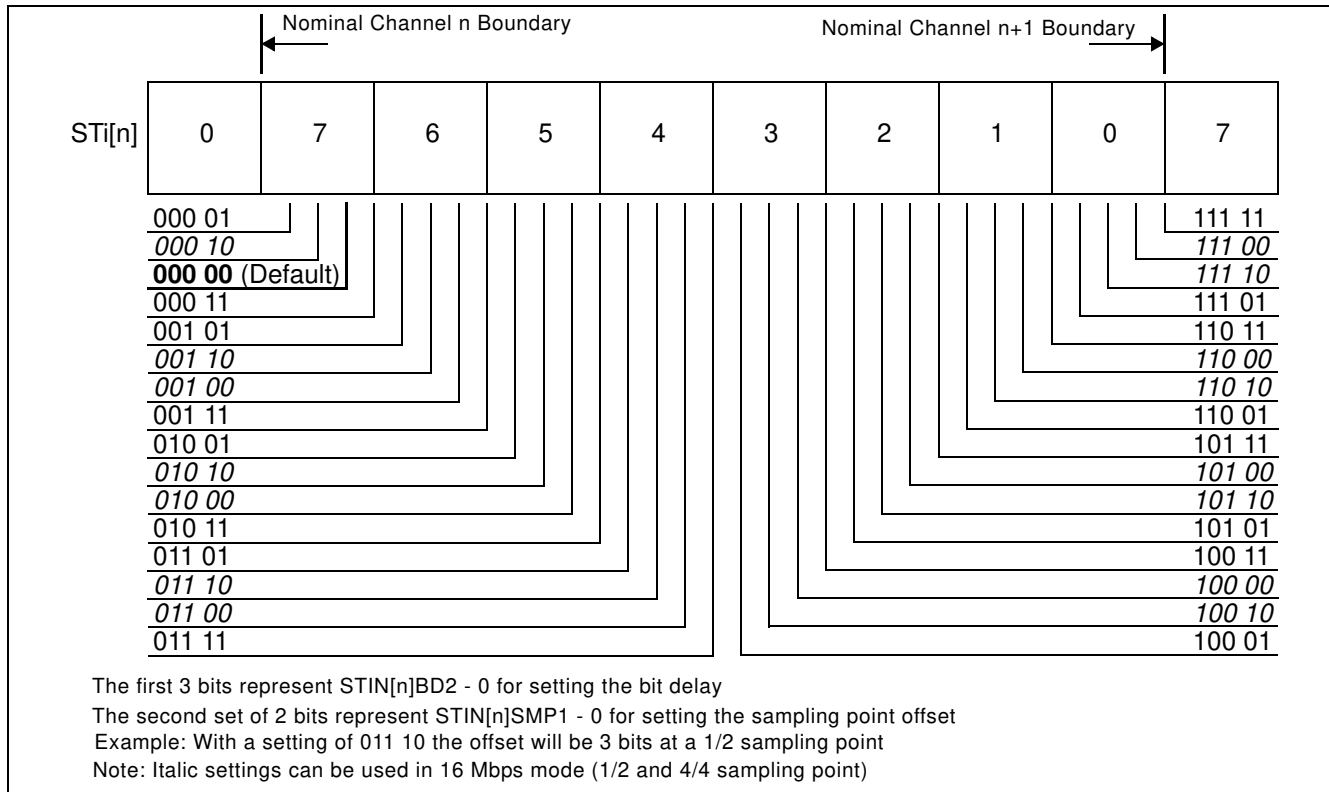 Nominal Channel n Boundary
Nominal Channel n+1 Boundary
STi[n] 0 7 6 5 4 3 2 1 0 7
000 01 111 11
000 10 111 00
000 00 (Default) 111 10
000 11 111 01
001 01 110 11
001 10 110 00
001 00 110 10
001 11 110 01
010 01 101 11
010 10 101 00
010 00 101 10
010 11 101 01
011 01 100 11
011 10 100 00
011 00 100 10
011 11 100 01
The first 3 bits represent STIN[n]BD2 - 0 for setting the bit delay
The second set of 2 bits represent STIN[n]SMP1 - 0 for setting the sampling point offset
Example: With a setting of 011 10 the offset will be 3 bits at a 1/2 sampling point
Note: Italic settings can be used in 16 Mbps mode (1/2 and 4/4 sampling point)